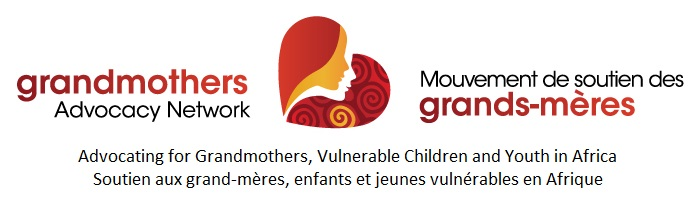 grandmothers
Advocacy Network
Mouvement de soutien des
grands-mères
Advocating for Grandmothers, Vulnerable Children and Youth in Africa
Soutien aux grand-mères, enfants et jeunes vulnérables en Afrique